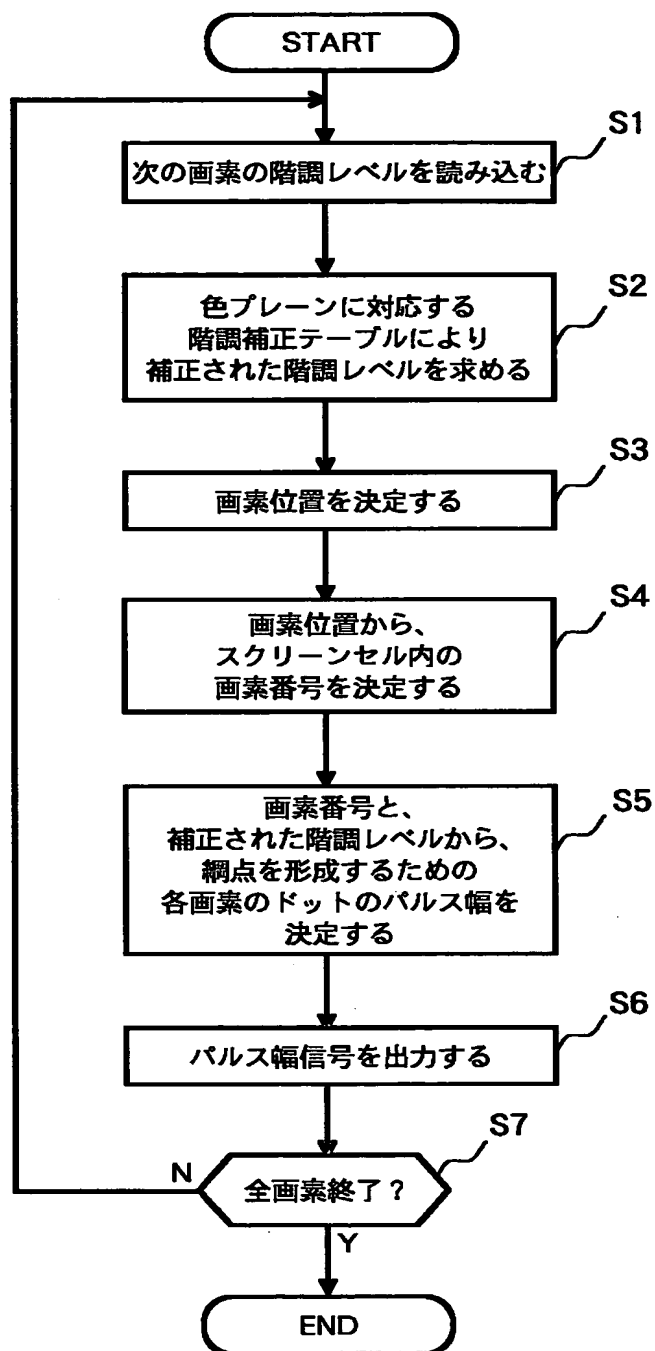 START
S1
次の画素の階調レベルを読み込む
S2
色プレーンに対応する
階調補正テーブルにより
補正された階調レベルを求める
S3
画素位置を決定する
S4
画素位置から、
スクリーンセル内の
画素番号を決定する
S5
画素番号と、
補正された階調レベルから、
網点を形成するための
各画素のドットのパルス幅を
決定する
S6
パルス幅信号を出力する
S7
N
全画素終了？
Y
END